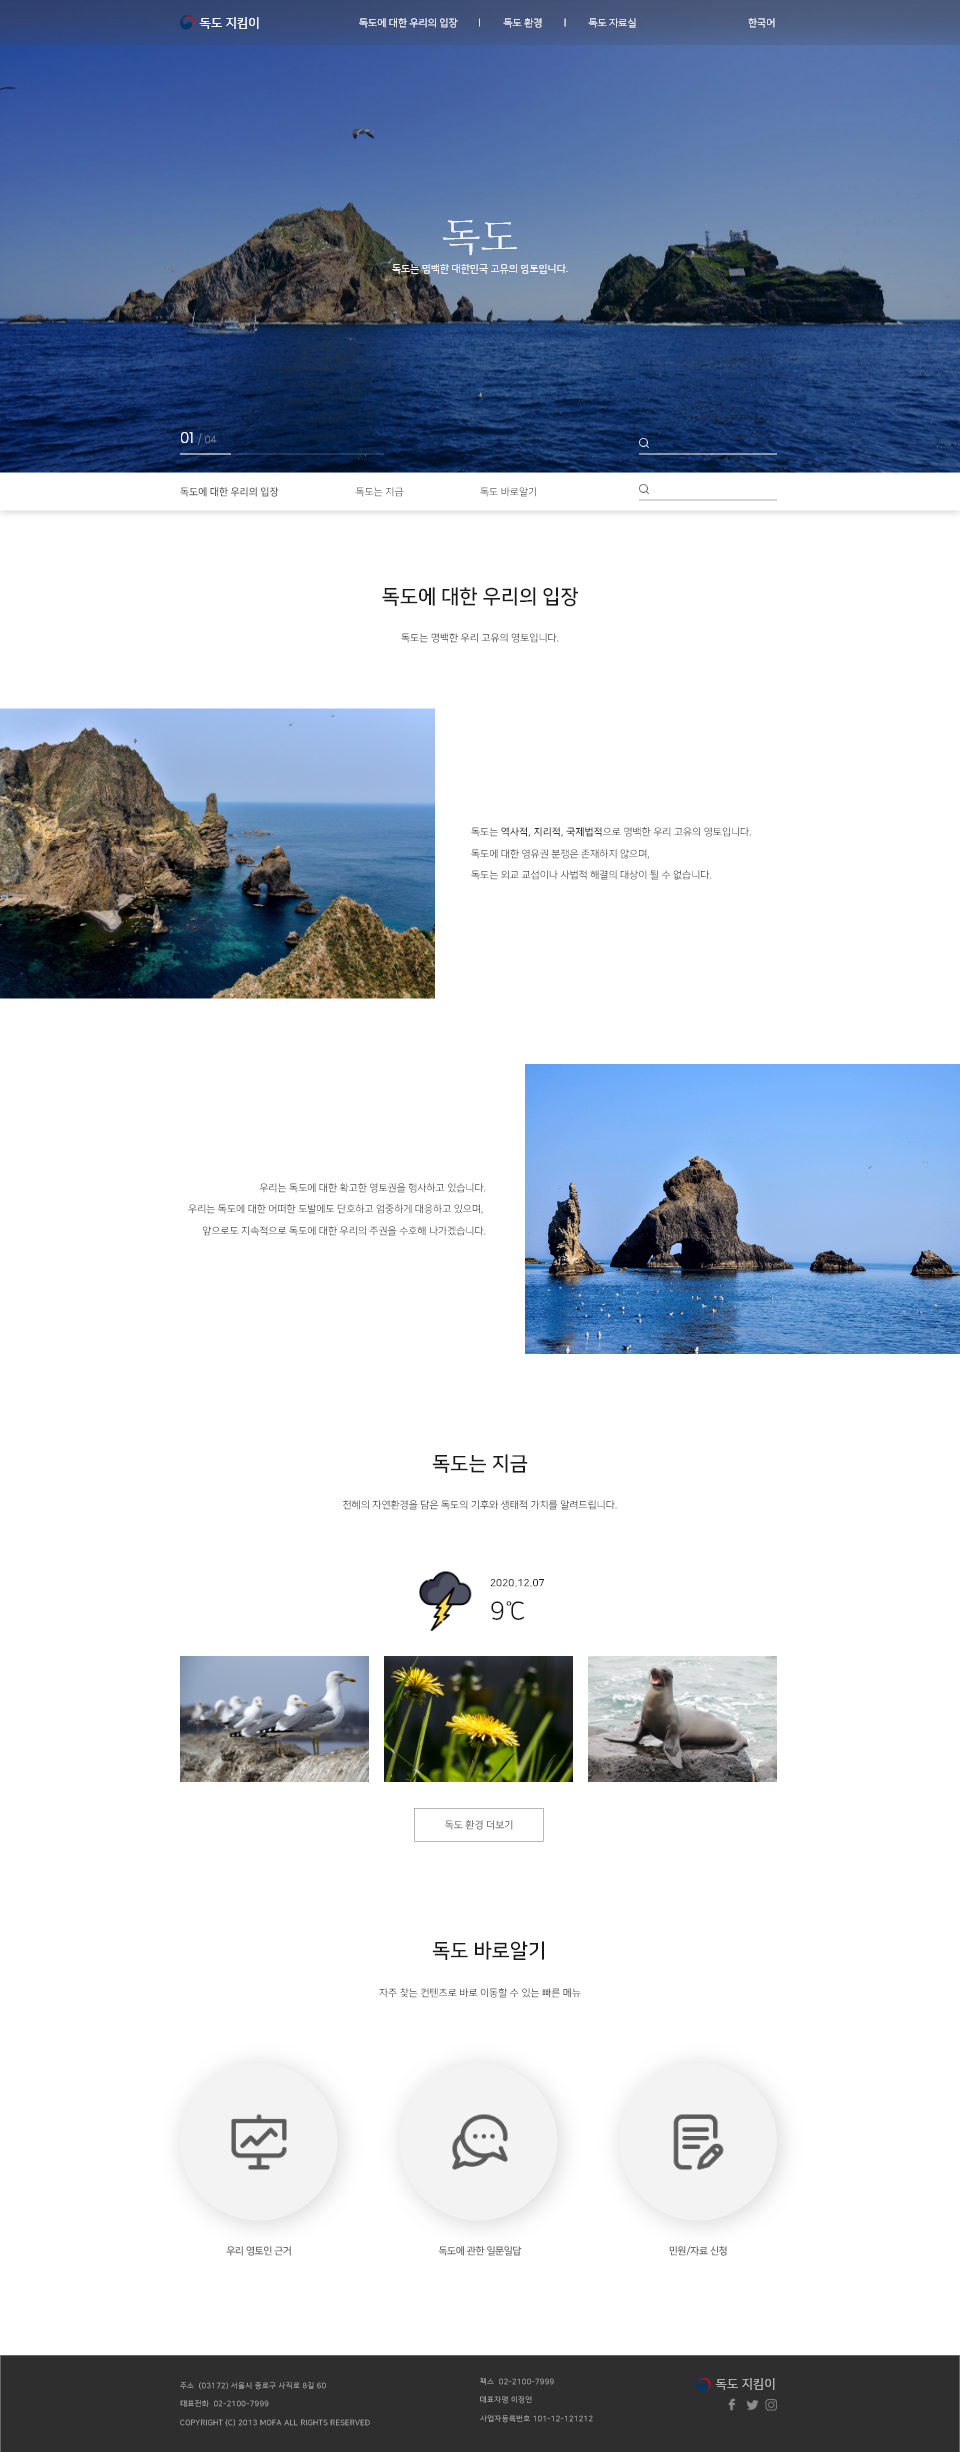 독도 지킴이
독도에 대한 우리의 입장 | 독도 환경 | 독도 자료실
한국어
독도
독도는 명백한 대한민국 고유의 영토입니다.
01 / 04
독도에 대한 우리의 입장
독도는 지금
독도 바로알기
독도에 대한 우리의 입장
독도는 명백한 우리 고유의 영토입니다.
독도는 역사적, 지리적, 국제법적으로 명백한 우리 고유의 영토입니다.
독도에 대한 영유권 분쟁은 존재하지 않으며,
독도는 외교 교섭이나 사법적 해결의 대상이 될 수 없습니다.
우리는 독도에 대한 확고한 영토권을 행사하고 있습니다.
우리는 독도에 대한 어떠한 도발에도 단호하고 엄중하게 대응하고 있으며,
앞으로도 지속적으로 독도에 대한 우리의 주권을 수호해 나가겠습니다.
독도는 지금
천혜의 자연환경을 담은 독도의 기후와 생태적 가치를 알려드립니다.
2020.12.07
9℃
독도 환경 더보기
독도 바로알기
자주 찾는 컨텐츠로 바로 이동할 수 있는 빠른 메뉴
우리 영토인 근거
독도에 관한 일문일답
민원/자료 신청
주소 (03172) 서울시 종로구 사직로 8길 60
대표전화 02-2100-7999
COPYRIGHT (C) 2013 MOFA ALL RIGHTS RESERVED
팩스 02-2100-7999
대표자명 이정연
사업자등록번호 101-12-121212
독도 지킴이